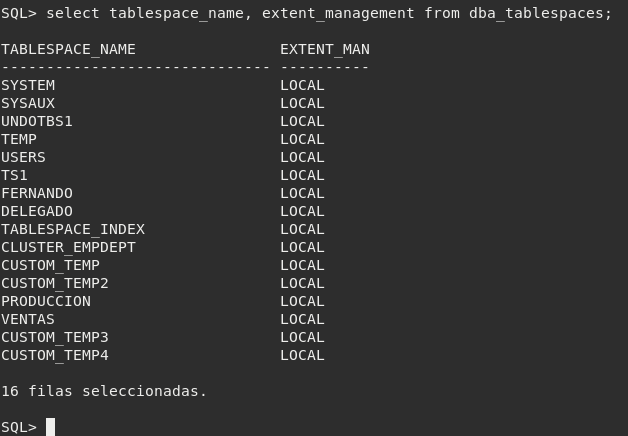 SQL> select tablespace_name, extent_management from dba_tablespaces;
TABLESPACE_NAME                EXTENT_MAN
------------------------------ ----------
SYSTEM                         LOCAL
SYSAUX                         LOCAL
UNDOTBS1                       LOCAL
TEMP                           LOCAL
USERS                          LOCAL
TS1                            LOCAL
FERNANDO                       LOCAL
DELEGADO                       LOCAL
TABLESPACE_INDEX               LOCAL
CLUSTER_EMPDEPT                LOCAL
CUSTOM_TEMP                    LOCAL
CUSTOM_TEMP2                   LOCAL
PRODUCCION                     LOCAL
VENTAS                         LOCAL
CUSTOM_TEMP3                   LOCAL
CUSTOM_TEMP4                   LOCAL
16 filas seleccionadas.
SQL>